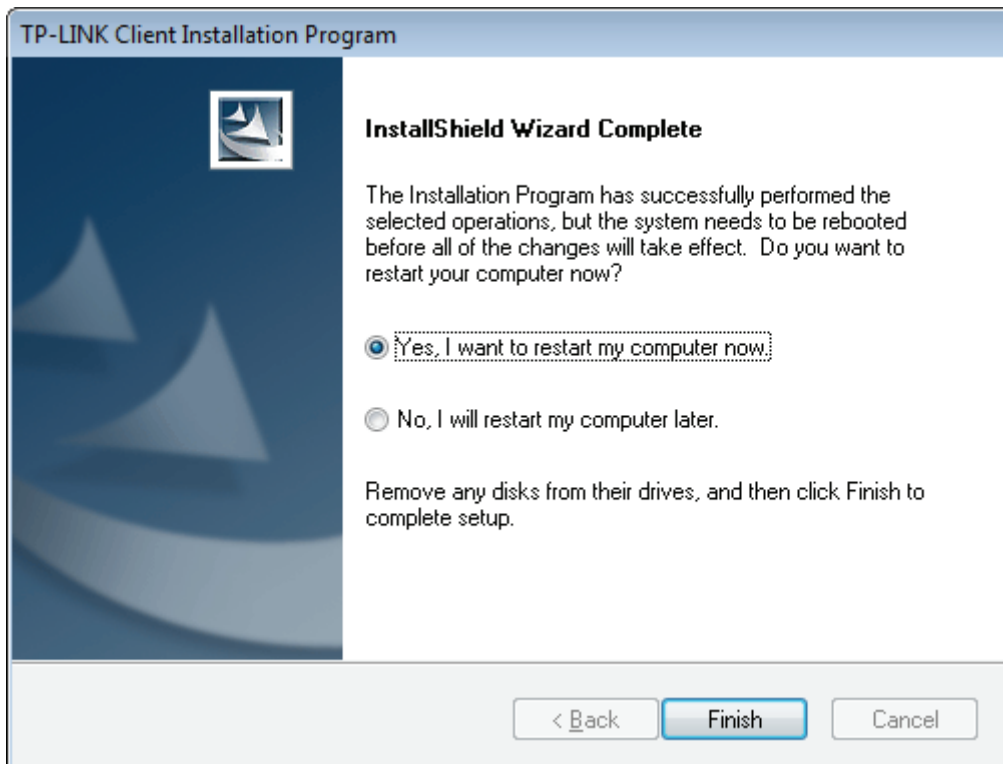 TP-LINK Client Installation Program
InstallShield Wizard Complete
The Installation Program has successfully performed the
selected operations, but the system needs to be rebooted
before all of the changes will take effect.  Do you want to
restart your computer now?
Yes, I want to restart my computer now.
No, I will restart my computer later.
Remove any disks from their drives, and then click Finish to
complete setup.
< Back Finish Cancel